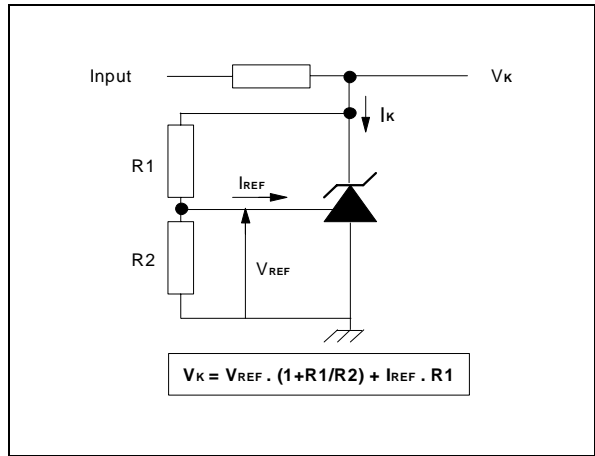 Input
VK
IK
R1
IREF
R2
VREF
VK = VREF . (1+R1/R2) + IREF . R1